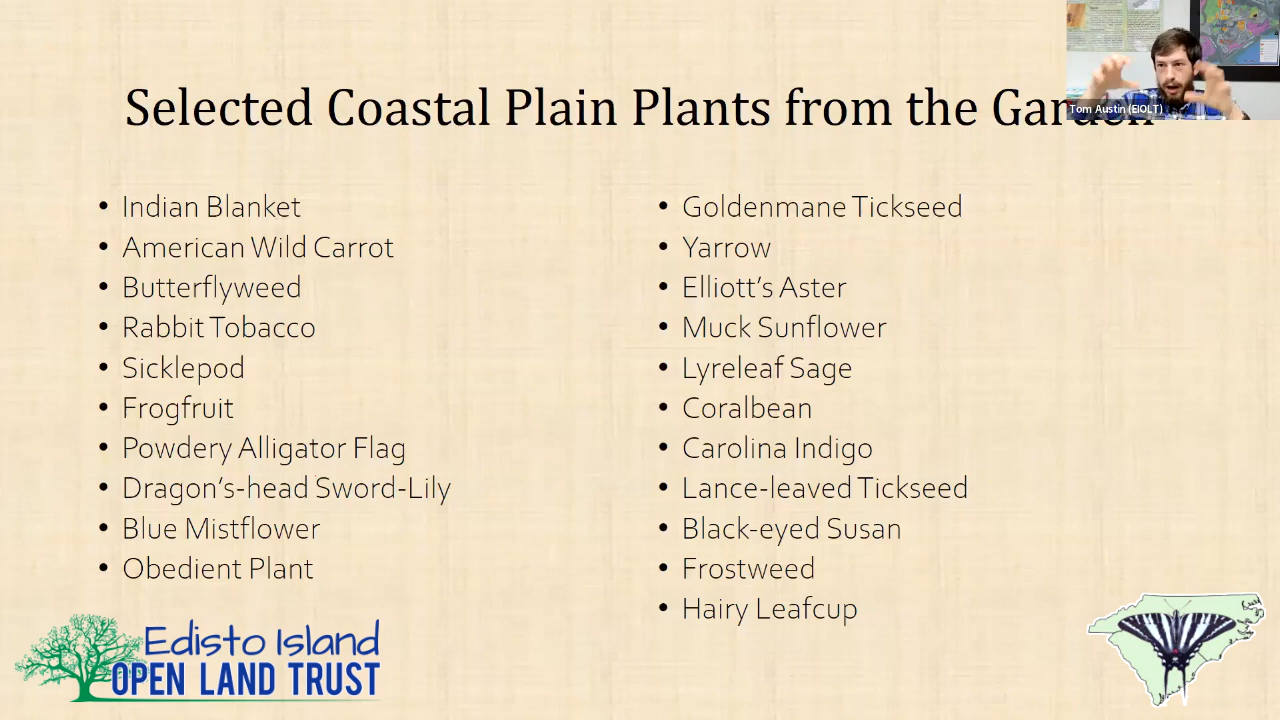 Selected Coastal Plain Plants from the Garden
Tom Austin (EIOLT)
• Indian Blanket
• American Wild Carrot
• Butterflyweed
• Rabbit Tobacco
• Sicklepod
• Frogfruit
• Powdery Alligator Flag
• Dragon's-head Sword-Lily
• Blue Mistflower
• Obedient Plant
• Goldenmane Tickseed
• Yarrow
• Elliott's Aster
• Muck Sunflower
• Lyreleaf Sage
• Coralbean
• Carolina Indigo
• Lance-leaved Tickseed
• Black-eyed Susan
• Frostweed
• Hairy Leafcup
Edisto Island
OPEN LAND TRUST